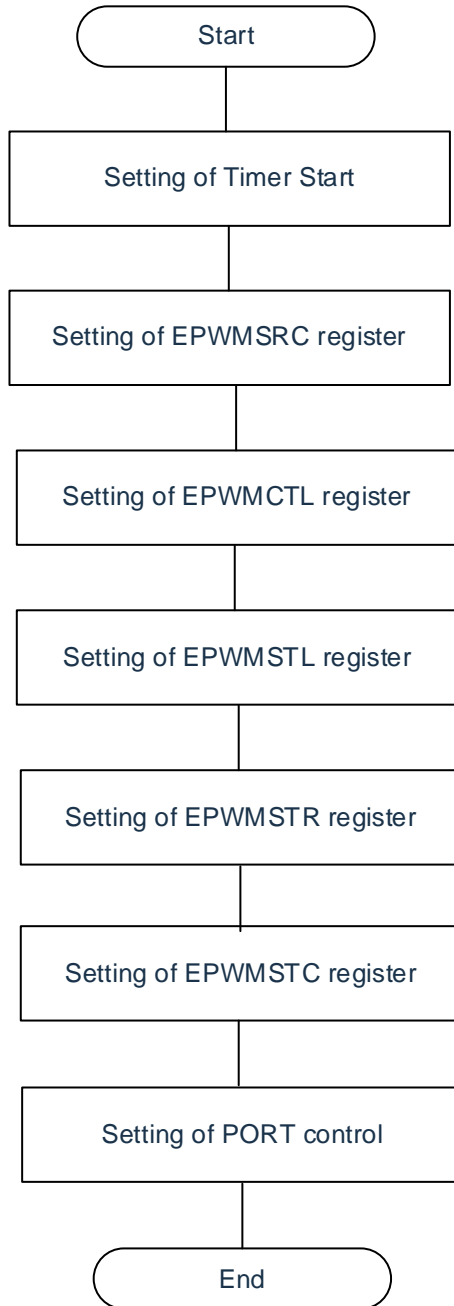 Start
Setting of Timer Start
Setting of EPWMSRC register
Setting of EPWMCTL register
Setting of EPWMSTL register
Setting of EPWMSTR register
Setting of EPWMSTC register
Setting of PORT control
End